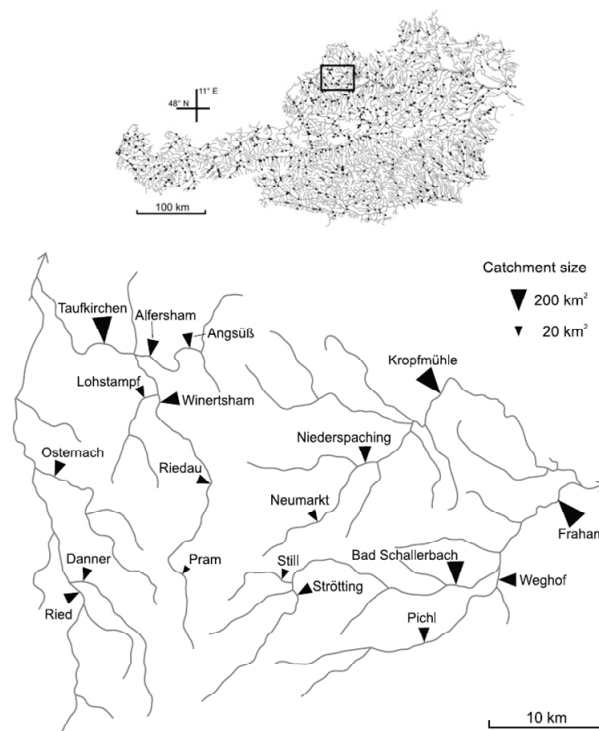 11° E
48° N
100 km
Catchment size
200 km²
20 km²
Taufkirchen
Alfersham
Angsüß
Kropfmühle
Lohstampf
Winertsham
Osternach
Niederspaching
Riedau
Neumarkt
Fraham
Danner
Pram
Still
Bad Schallerbach
Weghof
Strötting
Ried
Pichl
10 km